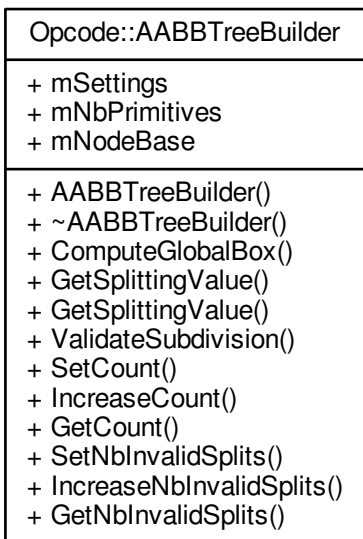 Opcode::AABBTreeBuilder
+ mSettings
+ mNbPrimitives
+ mNodeBase
+ AABBTreeBuilder()
+ ~AABBTreeBuilder()
+ ComputeGlobalBox()
+ GetSplittingValue()
+ GetSplittingValue()
+ ValidateSubdivision()
+ SetCount()
+ IncreaseCount()
+ GetCount()
+ SetNbInvalidSplits()
+ IncreaseNbInvalidSplits()
+ GetNbInvalidSplits()